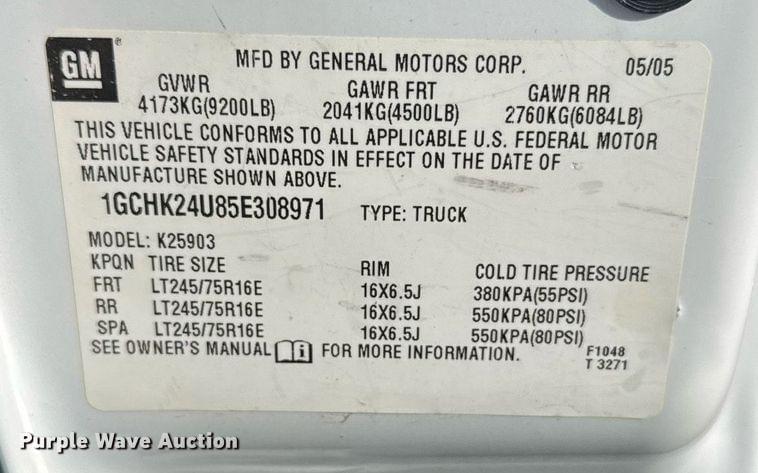 GM ®
MFD BY GENERAL MOTORS CORP. 05/05
GVWR GAWR FRT GAWR RR
4173KG(9200LB) 2041KG(4500LB) 2760KG(6084LB)
THIS VEHICLE CONFORMS TO ALL APPLICABLE U.S. FEDERAL MOTOR
VEHICLE SAFETY STANDARDS IN EFFECT ON THE DATE OF
MANUFACTURE SHOWN ABOVE.
1GCHK24U85E308971 TYPE: TRUCK
MODEL: K25903
KPQN TIRE SIZE RIM COLD TIRE PRESSURE
FRT LT245/75R16E 16X6.5J 380KPA(55PSI)
RR LT245/75R16E 16X6.5J 550KPA(80PSI)
SPA LT245/75R16E 16X6.5J 550KPA(80PSI)
SEE OWNER'S MANUAL i FOR MORE INFORMATION. F1048
T 3271
Purple Wave Auction